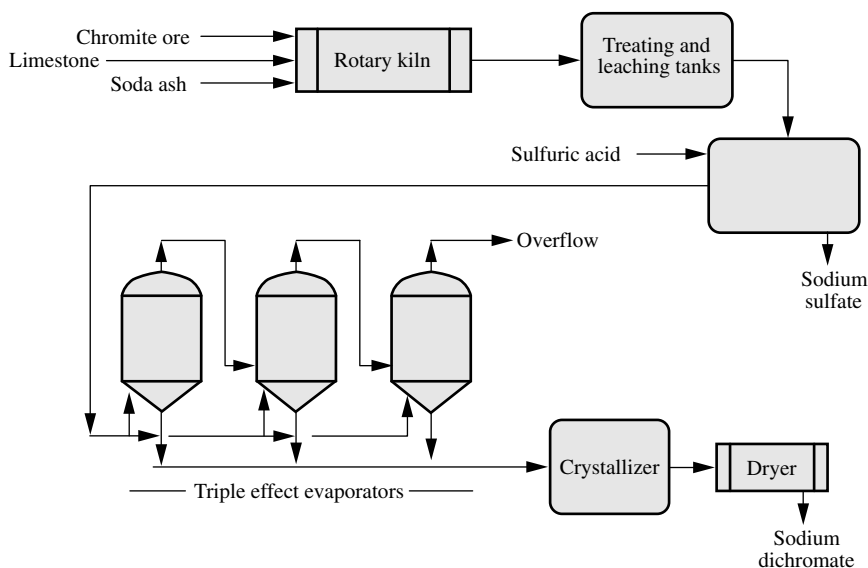 Chromite ore
Limestone
Soda ash
Rotary kiln
Treating and
leaching tanks
Sulfuric acid
Overflow
Sodium
sulfate
Triple effect evaporators
Crystallizer
Dryer
Sodium
dichromate